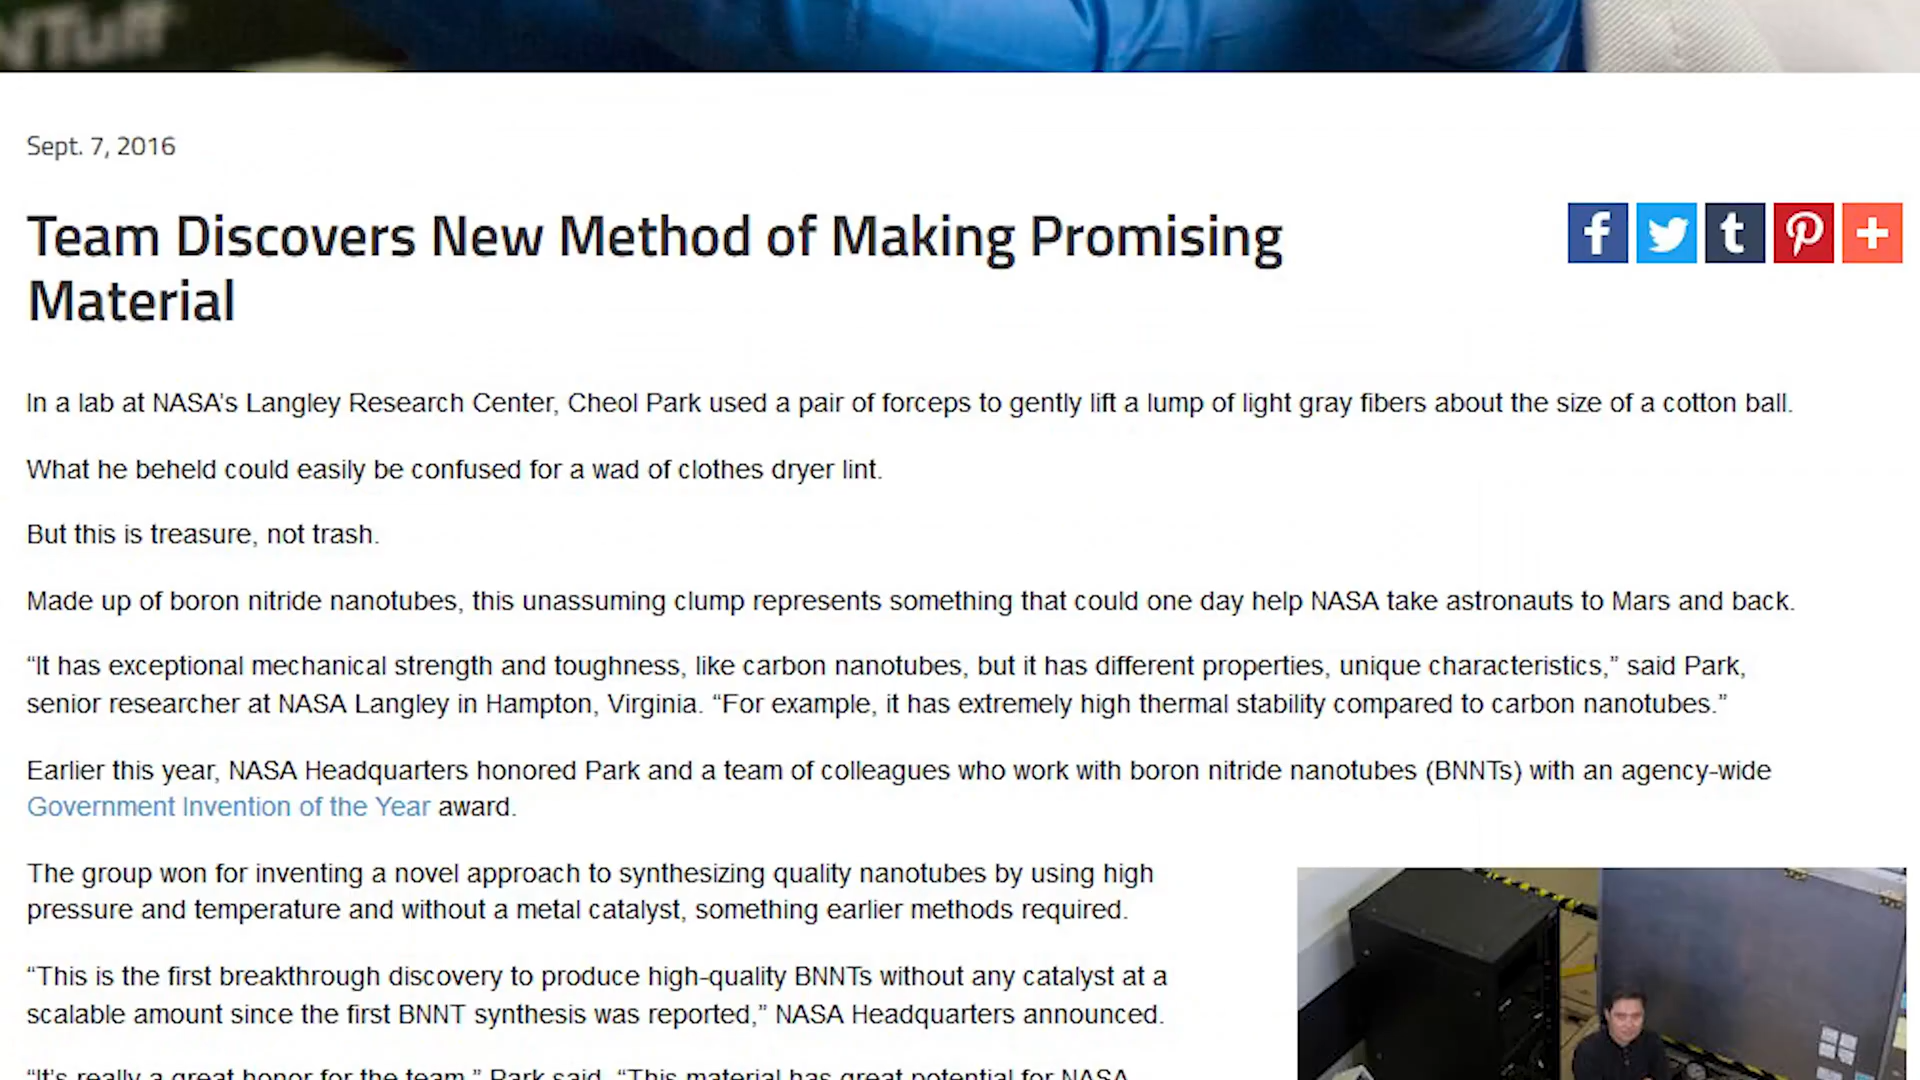 Sept. 7, 2016
Team Discovers New Method of Making Promising
Material
In a lab at NASA's Langley Research Center, Cheol Park used a pair of forceps to gently lift a lump of light gray fibers about the size of a cotton ball.
What he beheld could easily be confused for a wad of clothes dryer lint.
But this is treasure, not trash.
Made up of boron nitride nanotubes, this unassuming clump represents something that could one day help NASA take astronauts to Mars and back.
“It has exceptional mechanical strength and toughness, like carbon nanotubes, but it has different properties, unique characteristics,” said Park,
senior researcher at NASA Langley in Hampton, Virginia. “For example, it has extremely high thermal stability compared to carbon nanotubes.”
Earlier this year, NASA Headquarters honored Park and a team of colleagues who work with boron nitride nanotubes (BNNTs) with an agency-wide
Government Invention of the Year award.
The group won for inventing a novel approach to synthesizing quality nanotubes by using high
pressure and temperature and without a metal catalyst, something earlier methods required.
“This is the first breakthrough discovery to produce high-quality BNNTs without any catalyst at a
scalable amount since the first BNNT synthesis was reported,” NASA Headquarters announced.
“It's really a great honor for the team,” Park said. “This material has great potential for NASA